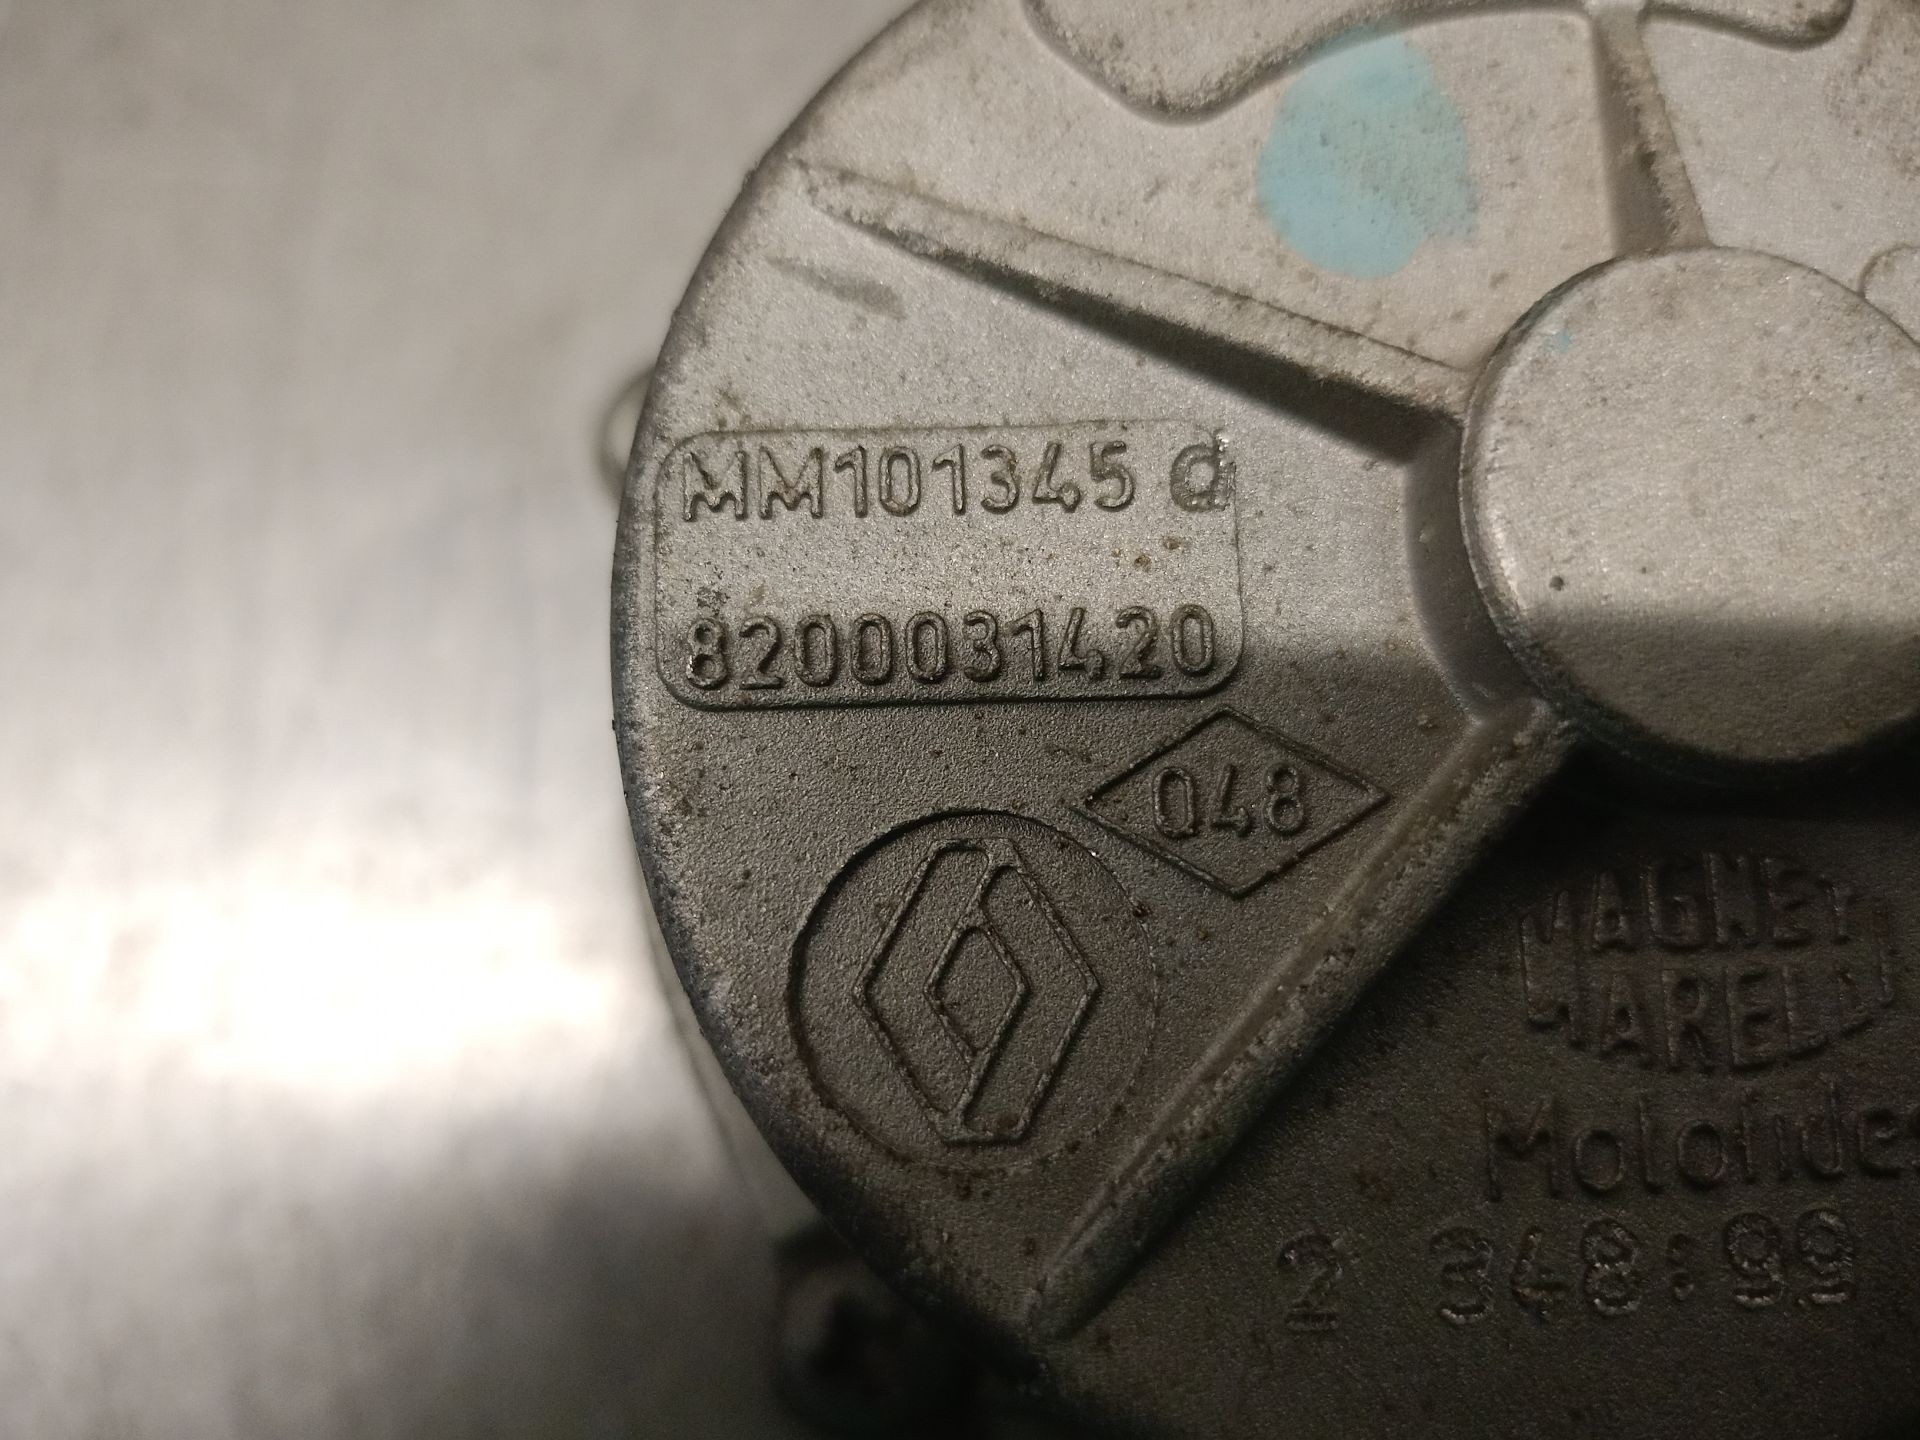 MM101345 d
8200031420
048
MAGNETI
MARELLI
2 348:99